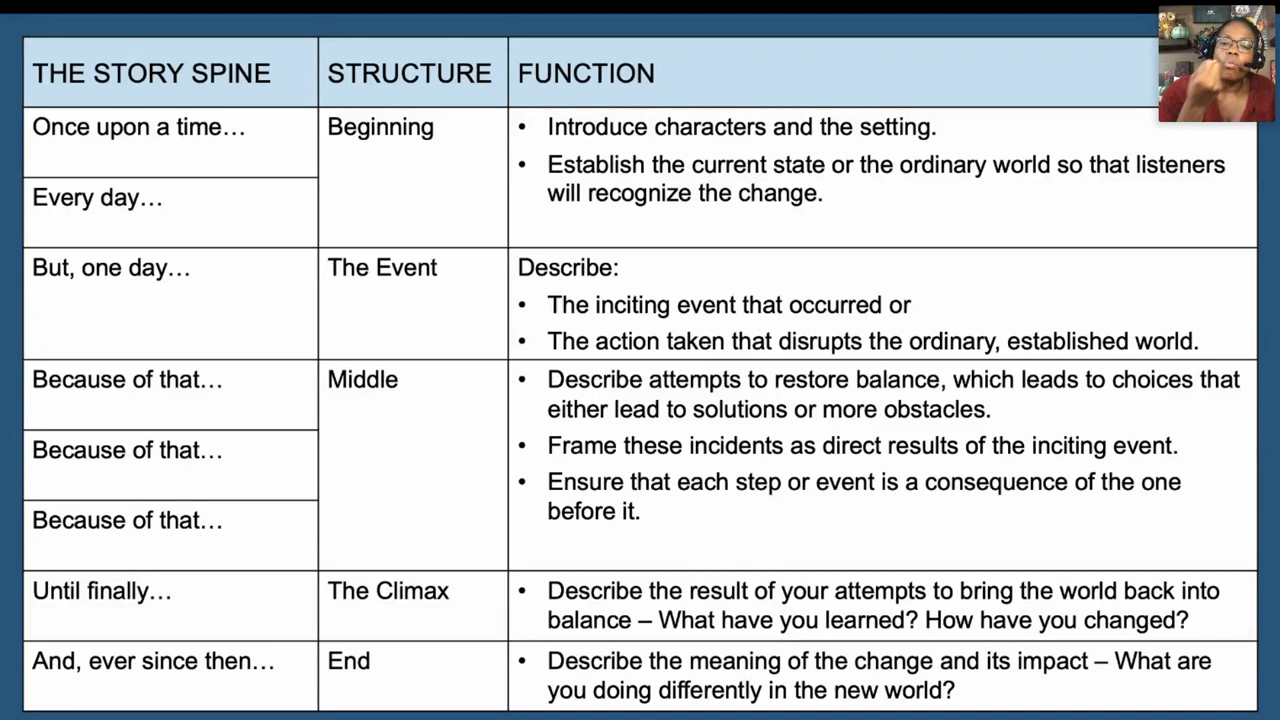 THE STORY SPINE STRUCTURE FUNCTION
Once upon a time…
Every day…
Beginning
• Introduce characters and the setting.
• Establish the current state or the ordinary world so that listeners
will recognize the change.
But, one day…
The Event
Describe:
• The inciting event that occurred or
• The action taken that disrupts the ordinary, established world.
Because of that…
Because of that…
Because of that…
Middle
• Describe attempts to restore balance, which leads to choices that
either lead to solutions or more obstacles.
• Frame these incidents as direct results of the inciting event.
• Ensure that each step or event is a consequence of the one
before it.
Until finally…
The Climax
• Describe the result of your attempts to bring the world back into
balance – What have you learned? How have you changed?
And, ever since then…
End
• Describe the meaning of the change and its impact – What are
you doing differently in the new world?